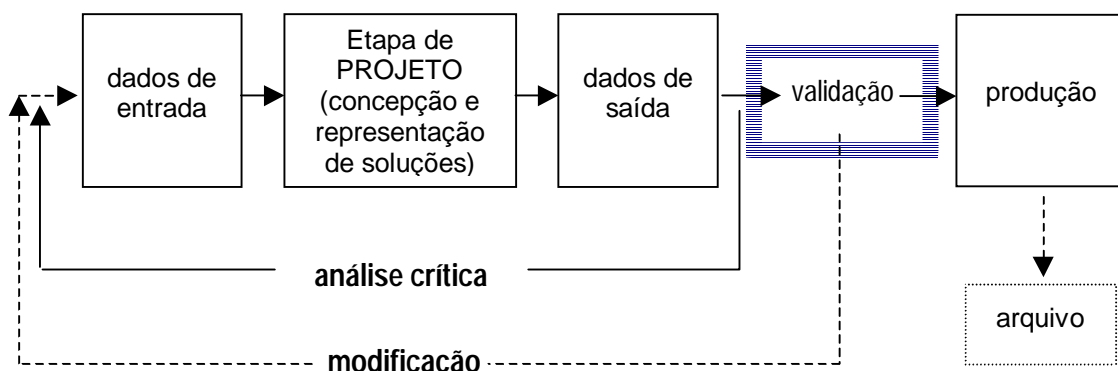 dados de
entrada
Etapa de
PROJETO
(concepção e
representação
de soluções)
dados de
saída
validação
produção
análise crítica
arquivo
modificação